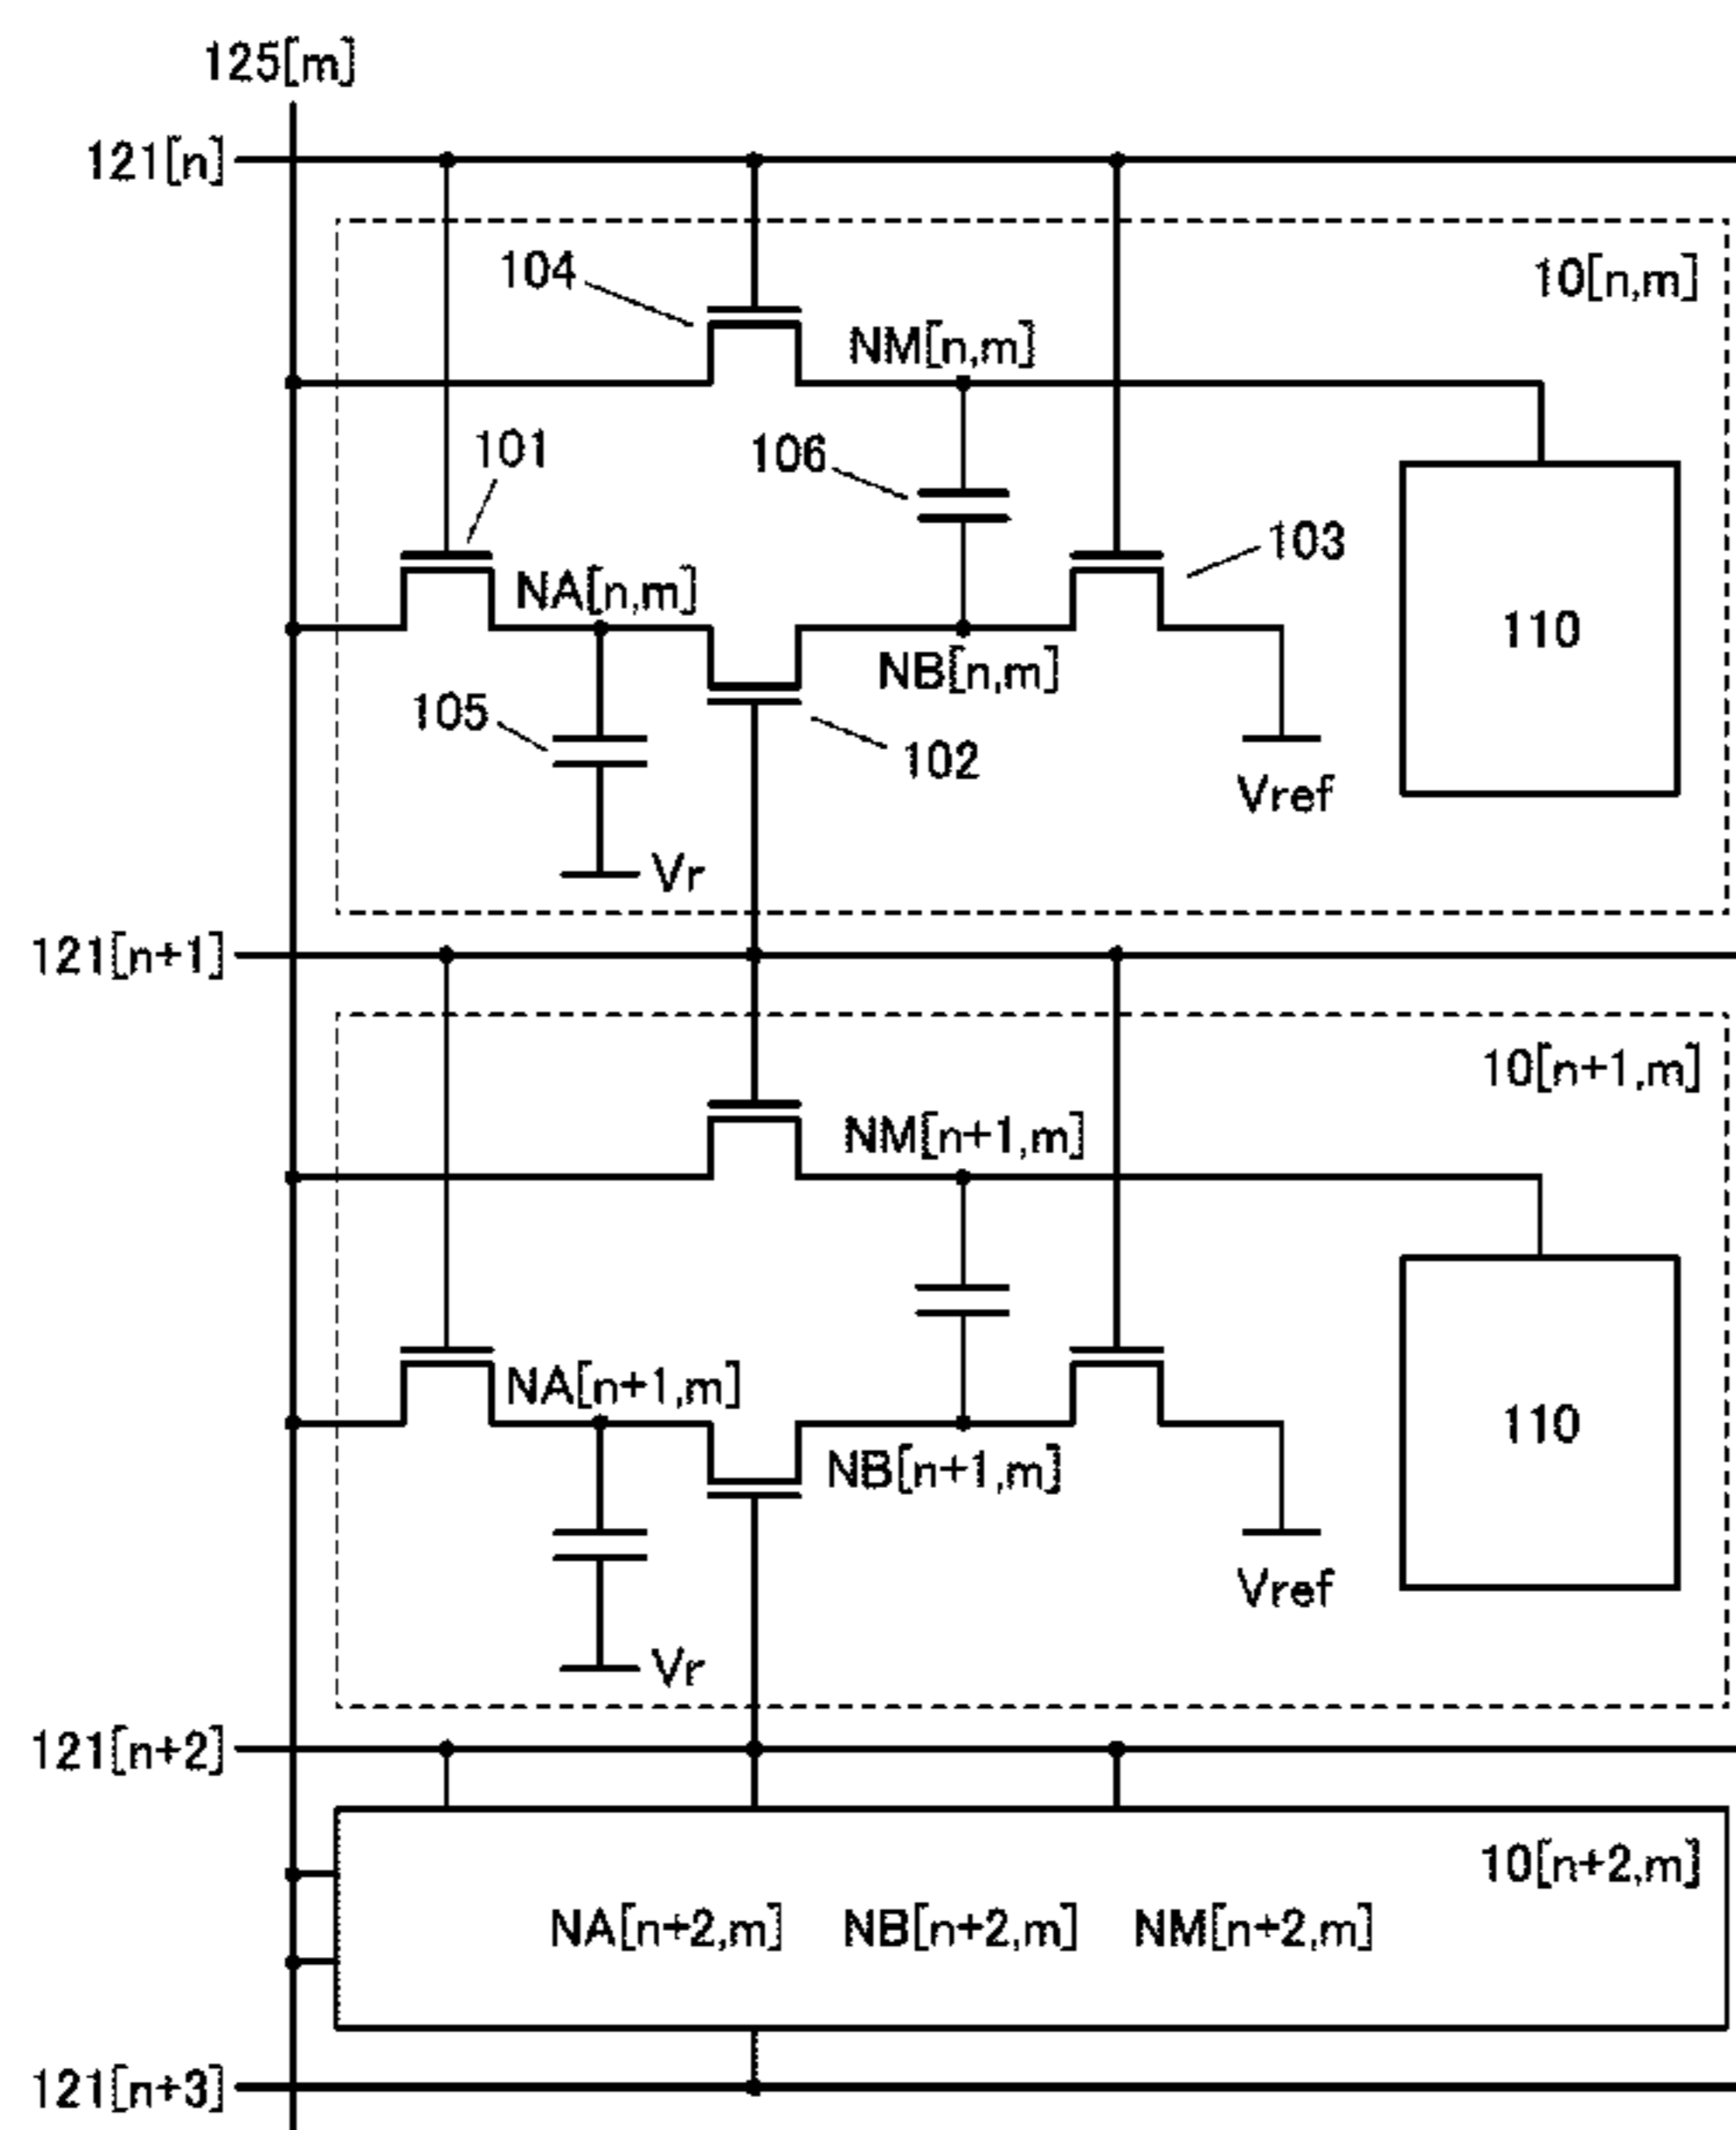 125[m]
121[n]
104
10[n,m]
NM[n,m]
101
106
103
NA[n,m]
110
NB[n,m]
105
102
Vref
Vr
121[n+1]
10[n+1,m]
NM[n+1,m]
NA[n+1,m]
110
NB[n+1,m]
Vref
Vr
121[n+2]
10[n+2,m]
NA[n+2,m] NB[n+2,m] NM[n+2,m]
121[n+3]